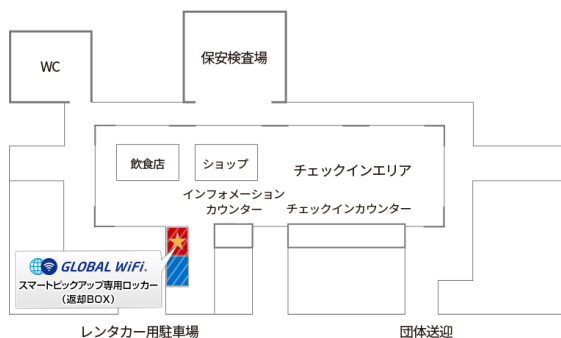 WC
保安検査場
飲食店
ショップ
チェックインエリア
インフォメーション
カウンター
チェックインカウンター
GLOBAL WiFi®
スマートピックアップ専用ロッカー
（返却BOX）
レンタカー用駐車場
団体送迎